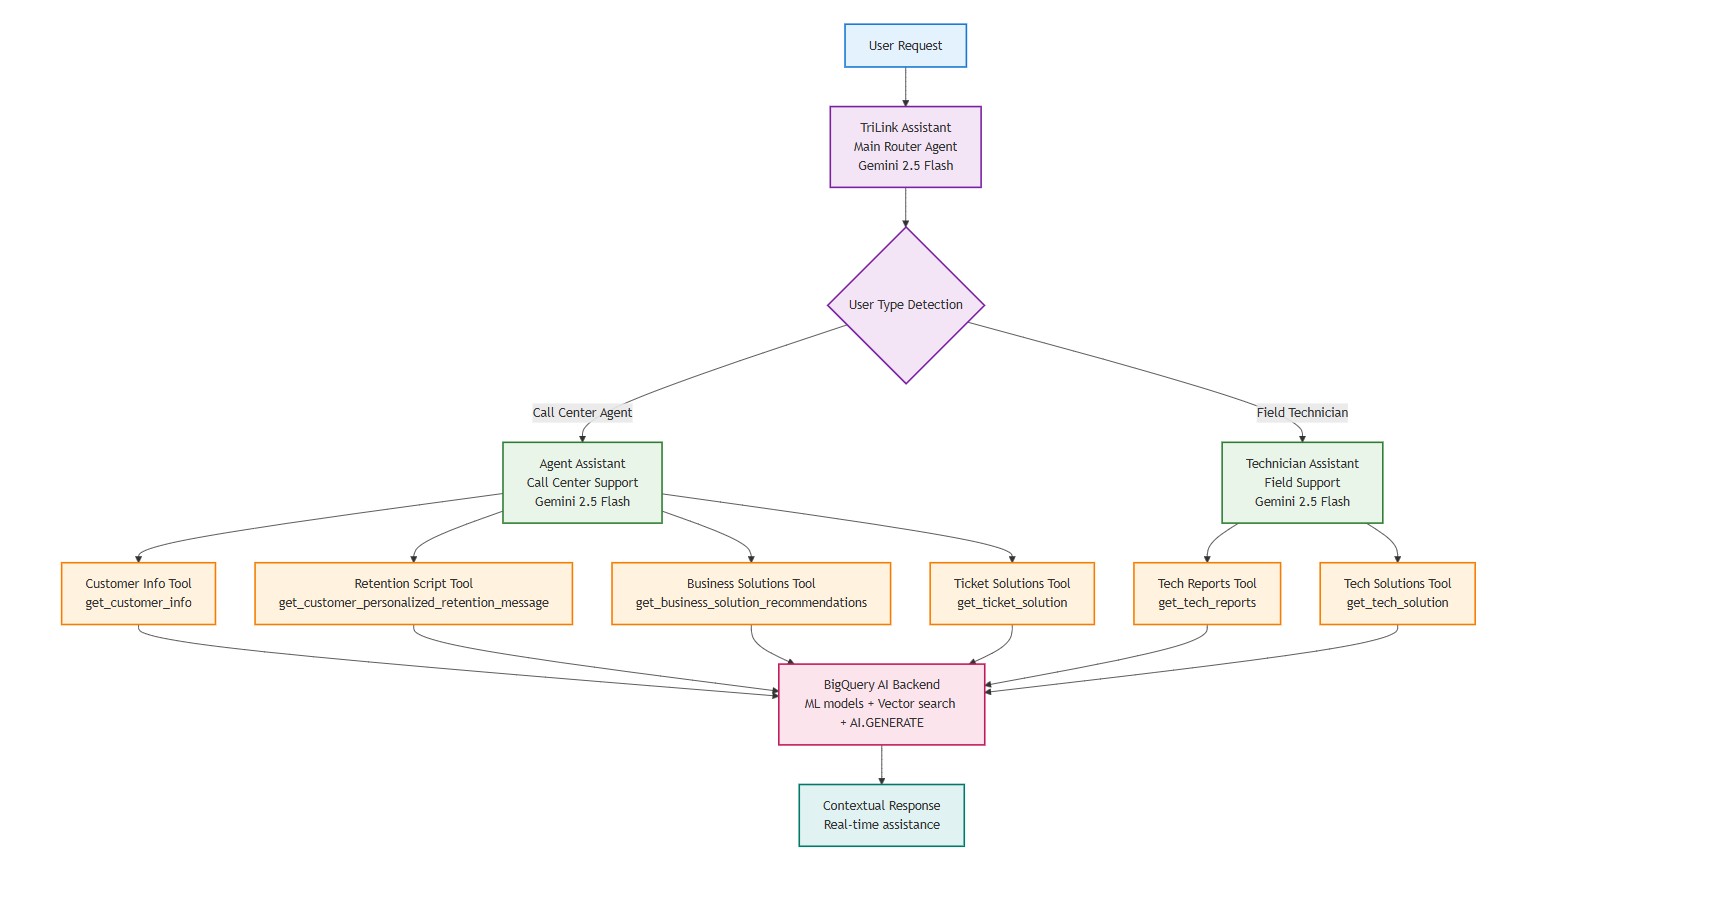 User Request
TriLink Assistant
Main Router Agent
Gemini 2.5 Flash
User Type Detection
Call Center Agent
Field Technician
Agent Assistant
Call Center Support
Gemini 2.5 Flash
Technician Assistant
Field Support
Gemini 2.5 Flash
Customer Info Tool
get_customer_info
Retention Script Tool
get_customer_personalized_retention_message
Business Solutions Tool
get_business_solution_recommendations
Ticket Solutions Tool
get_ticket_solution
Tech Reports Tool
get_tech_reports
Tech Solutions Tool
get_tech_solution
BigQuery AI Backend
ML models + Vector search
+ AI.GENERATE
Contextual Response
Real-time assistance